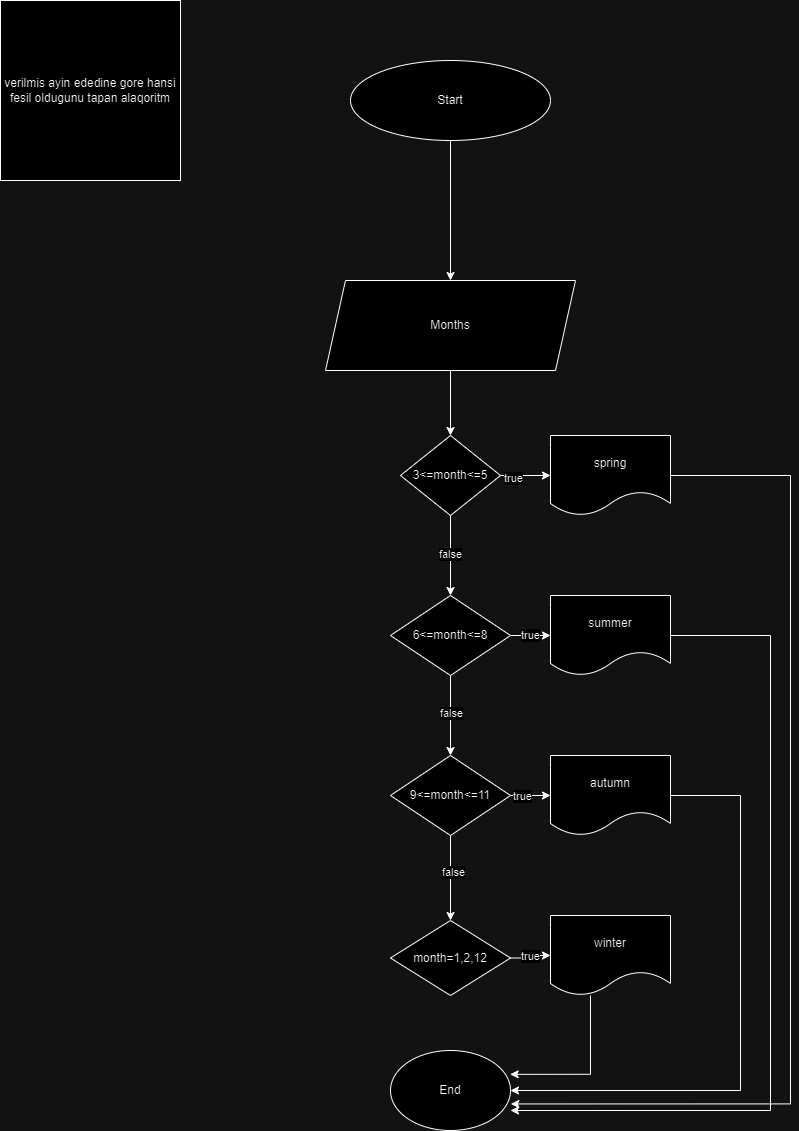 verilmis ayin ededine gore hansi
fesil oldugunu tapan alaqoritm
Start
Months
3<=month<=5
true
spring
false
6<=month<=8
true
summer
false
9<=month<=11
true
autumn
false
month=1,2,12
true
winter
End